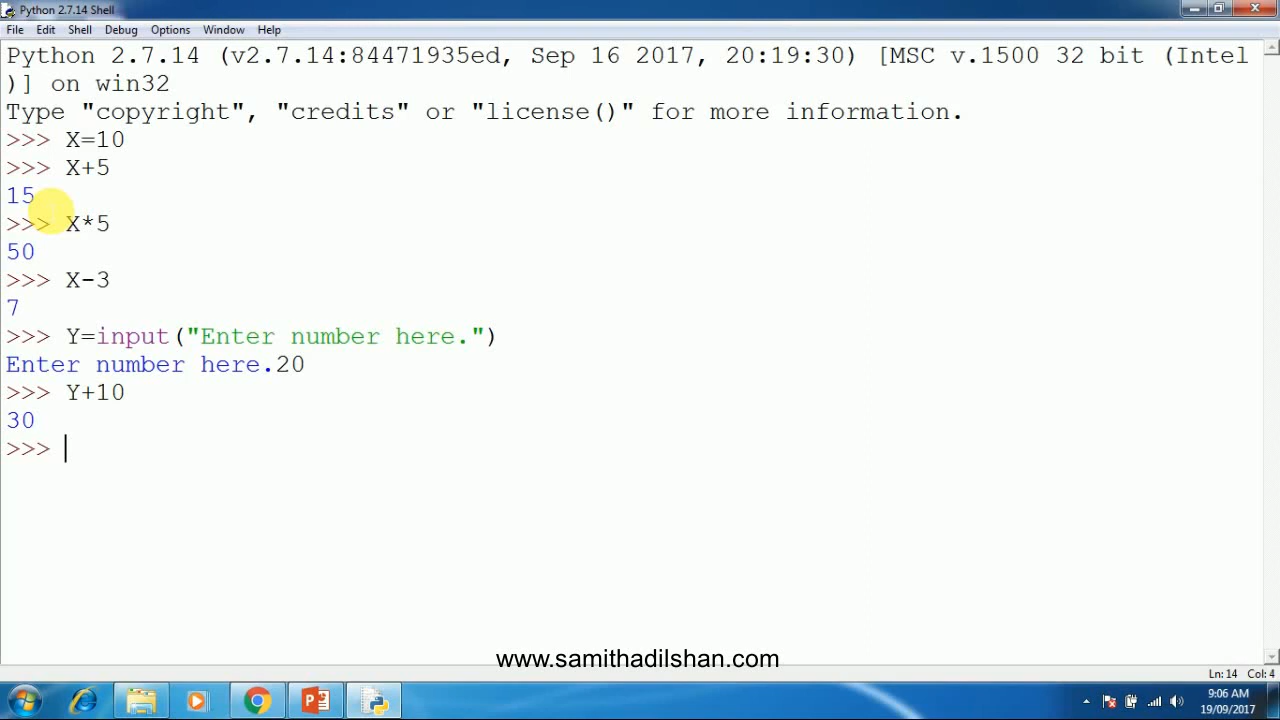 Python 2.7.14 Shell
File Edit Shell Debug Options Window Help
Python 2.7.14 (v2.7.14:84471935ed, Sep 16 2017, 20:19:30) [MSC v.1500 32 bit (Intel
)] on win32
Type "copyright", "credits" or "license()" for more information.
>>> X=10
>>> X+5
15
>>> X*5
50
>>> X-3
7
>>> Y=input("Enter number here.")
Enter number here.20
>>> Y+10
30
>>>
www.samithadilshan.com
Ln: 14 Col: 4
9:06 AM
19/09/2017